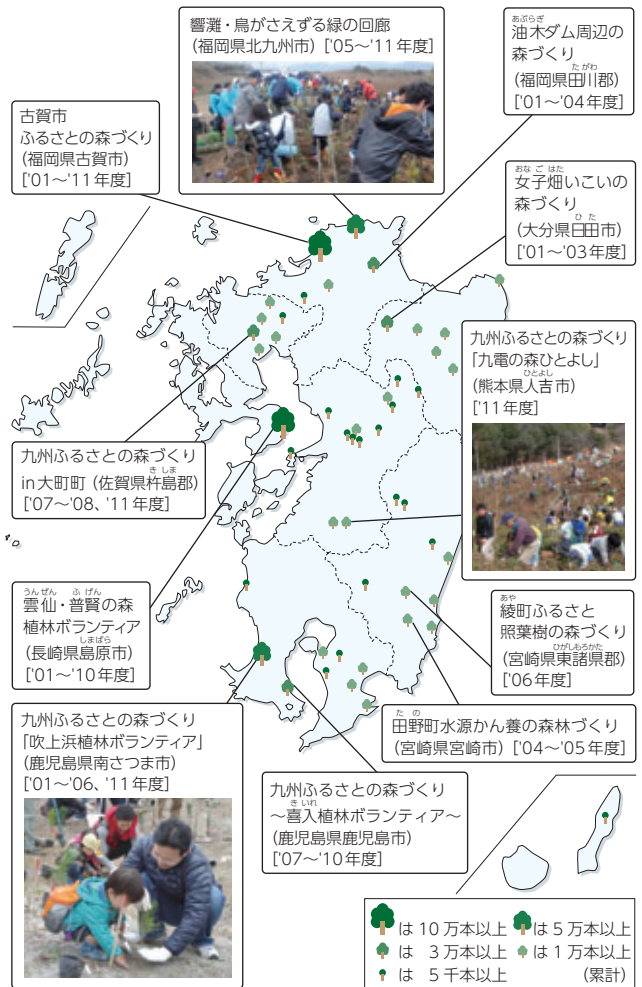 響灘・鳥がさえずる緑の回廊
(福岡県北九州市) ['05～'11年度]
あぶらぎ
油木ダム周辺の
森づくり
たがわ
(福岡県田川郡)
['01～'04年度]
古賀市
ふるさとの森づくり
(福岡県古賀市)
['01～'11年度]
おなごはた
女子畑いこいの
森づくり
ひた
(大分県日田市)
['01～'03年度]
九州ふるさとの森づくり
「九電の森ひとよし」
ひとよし
(熊本県人吉市)
['11年度]
九州ふるさとの森づくり
きしま
in大町町 (佐賀県杵島郡)
['07～'08、'11年度]
うんぜん ふげん
雲仙・普賢の森
植林ボランティア
しまばら
(長崎県島原市)
['01～'10年度]
あや
綾町ふるさと
照葉樹の森づくり
ひがしもろかた
(宮崎県東諸県郡)
['06年度]
九州ふるさとの森づくり
「吹上浜植林ボランティア」
(鹿児島県南さつま市)
['01～'06、'11年度]
たの
田野町水源かん養の森林づくり
(宮崎県宮崎市) ['04～'05年度]
九州ふるさとの森づくり
きいれ
～喜入植林ボランティア～
(鹿児島県鹿児島市)
['07～'10年度]
は 10 万本以上 は 5 万本以上
は 3 万本以上 は 1 万本以上
は 5 千本以上 (累計)